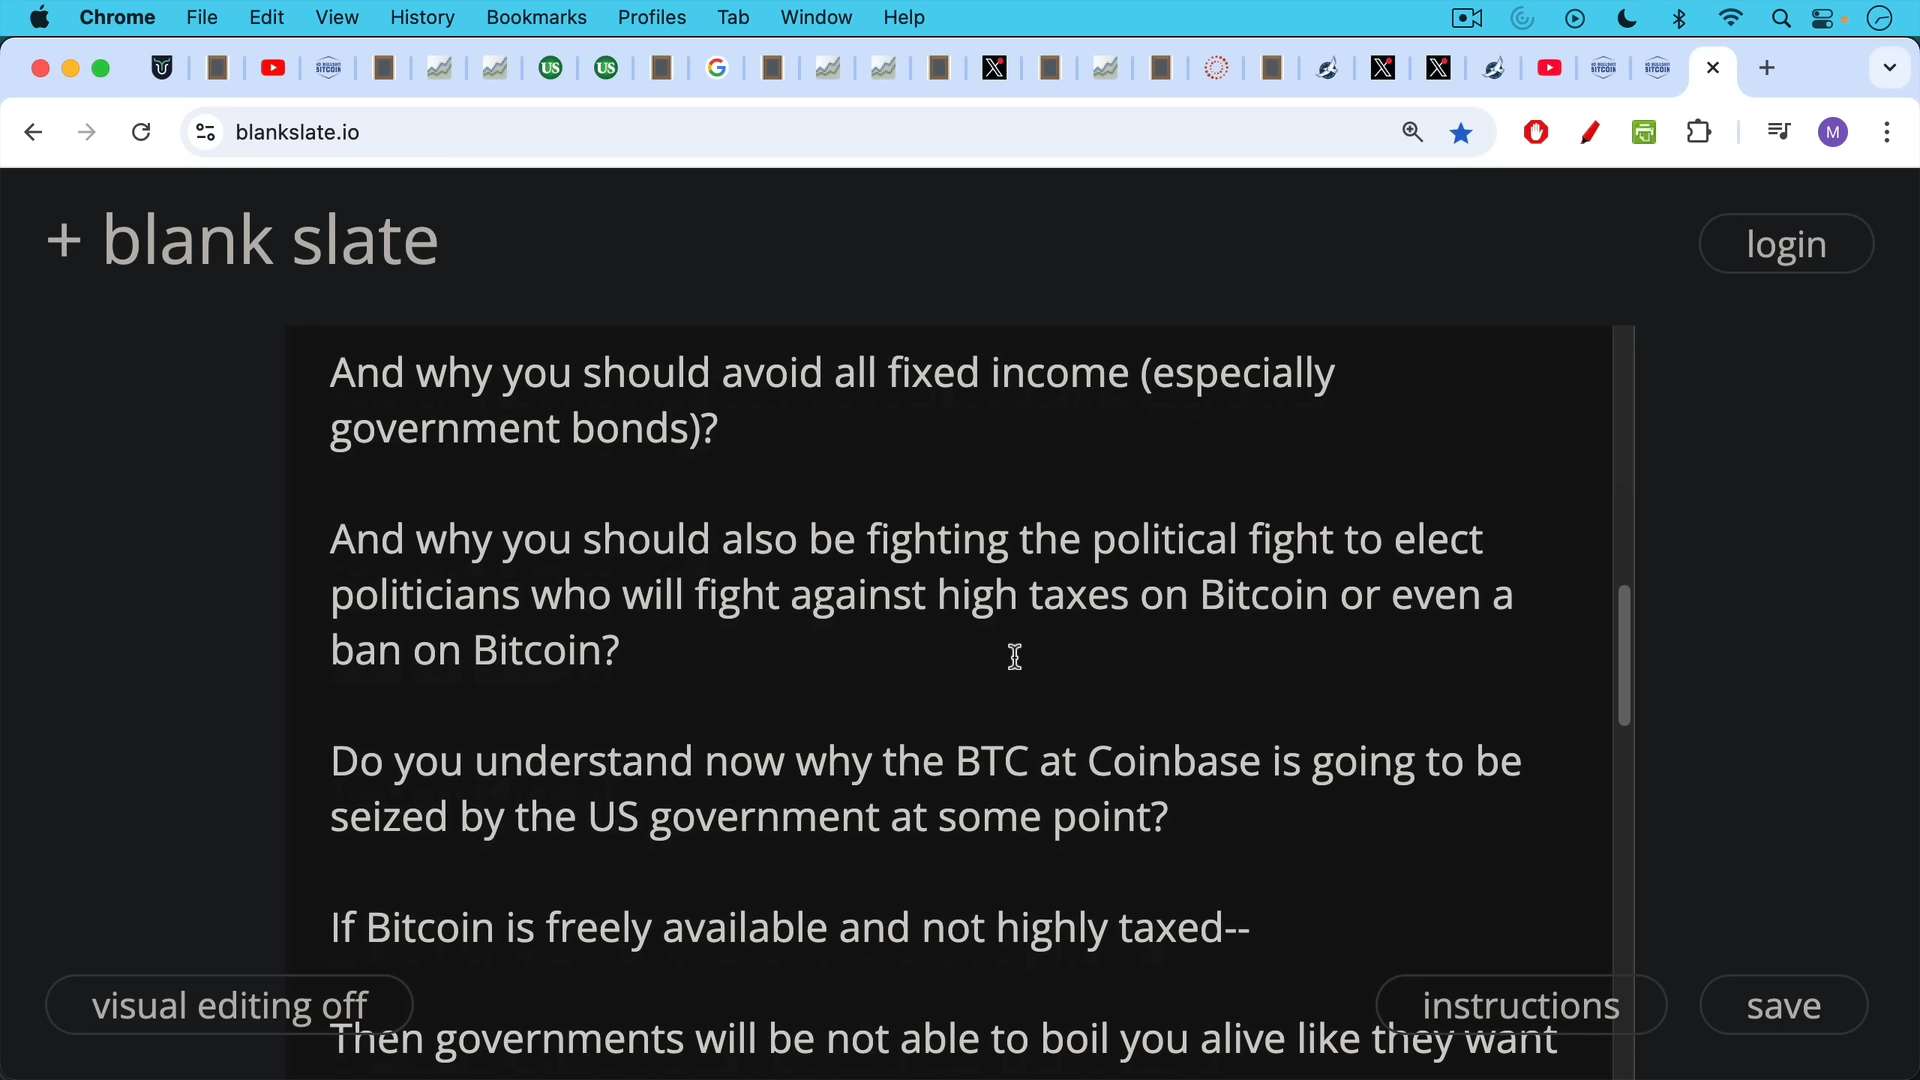 Chrome File Edit View History Bookmarks Profiles Tab Window Help
blankslate.io
M
+ blank slate
login
And why you should avoid all fixed income (especially
government bonds)?
And why you should also be fighting the political fight to elect
politicians who will fight against high taxes on Bitcoin or even a
ban on Bitcoin?
Do you understand now why the BTC at Coinbase is going to be
seized by the US government at some point?
If Bitcoin is freely available and not highly taxed--
visual editing off
instructions
save
Then governments will be not able to boil you alive like they want